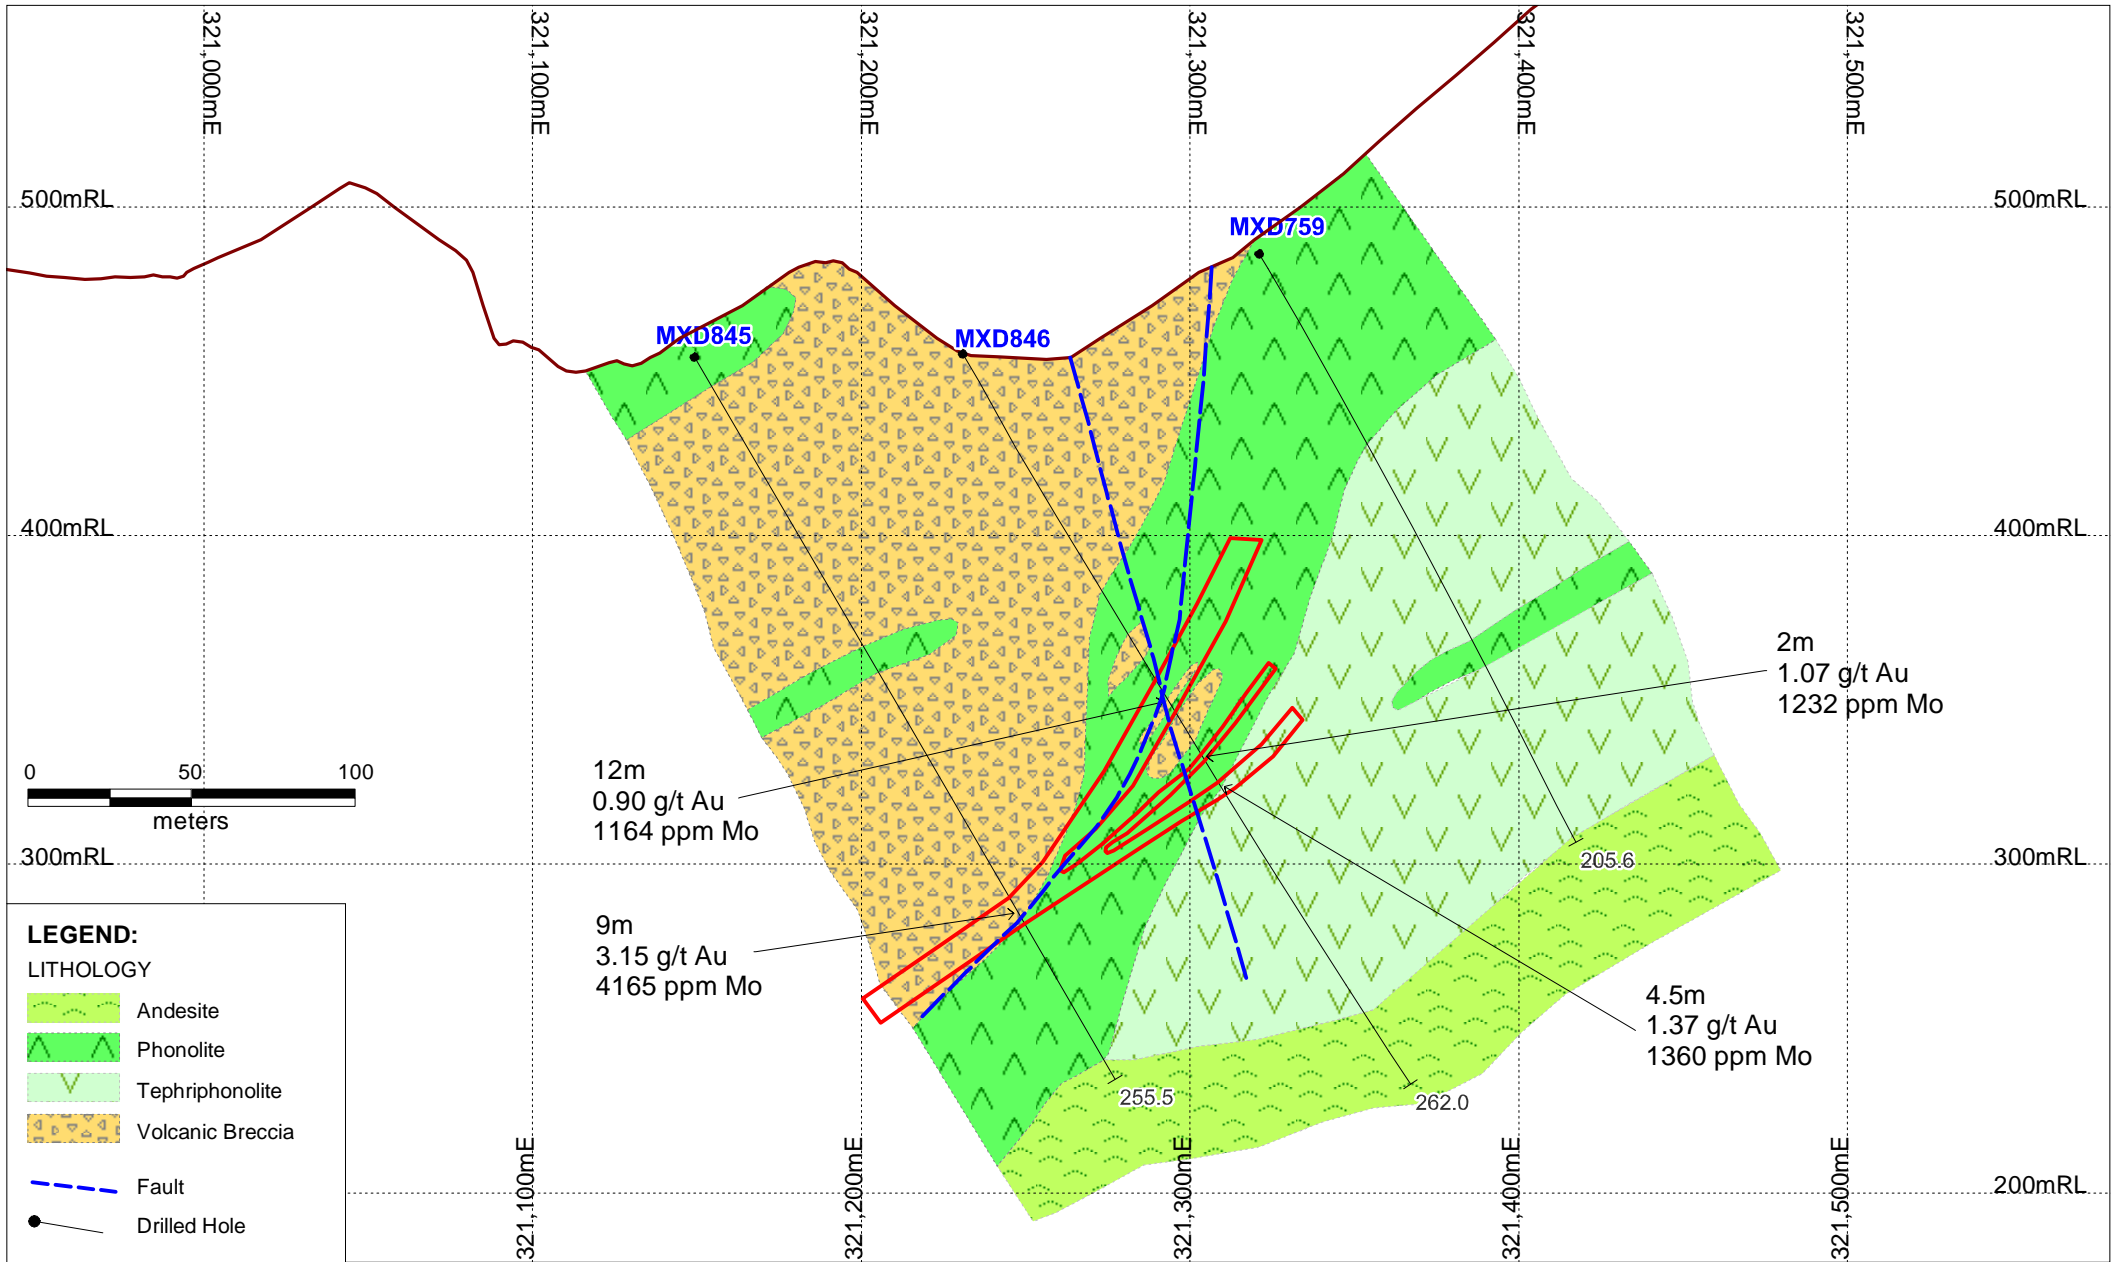 321,000mE
321,100mE
321,200mE
321,300mE
321,400mE
321,500mE
500mRL
500mRL
MXD759
MXD845
MXD846
400mRL
400mRL
2m
1.07 g/t Au
1232 ppm Mo
12m
0.90 g/t Au
1164 ppm Mo
0 50 100
meters
300mRL
300mRL
205.6
9m
3.15 g/t Au
4165 ppm Mo
4.5m
1.37 g/t Au
1360 ppm Mo
255.5
262.0
LEGEND:
LITHOLOGY
Andesite
Phonolite
Tephriphonolite
Volcanic Breccia
Fault
Drilled Hole
200mRL
321,100mE
321,200mE
321,300mE
321,400mE
321,500mE